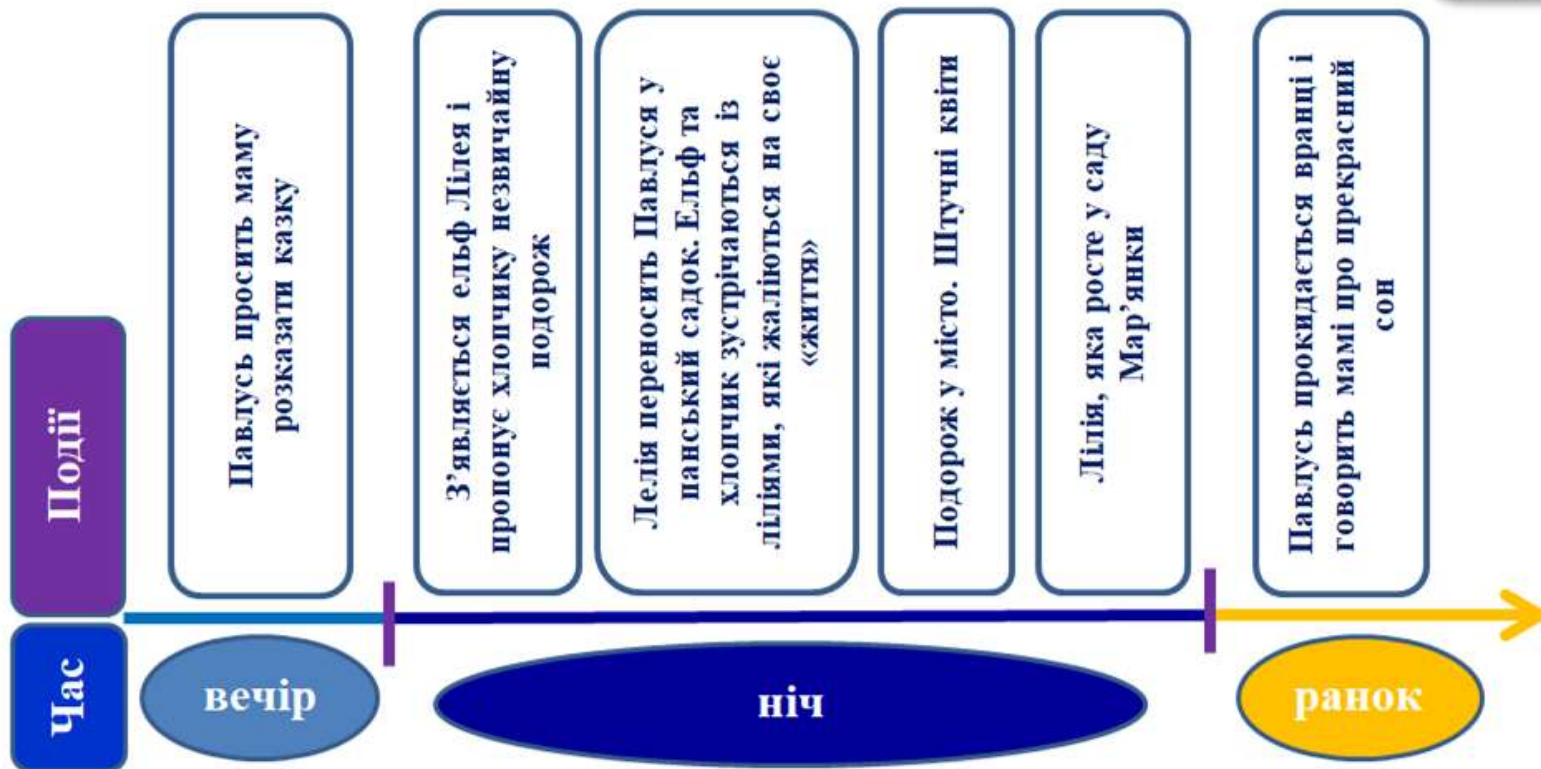 Події
Час
Павлусь просить маму
розказати казку
З’являється ельф Лілея і
пропонує хлопчику незвичайну
подорож
Лелія переносить Павлуся у
панський садок. Ельф та
хлопчик зустрічаються із
ліліями, які жаліються на своє
«життя»
Подорож у місто. Штучні квіти
Лілія, яка росте у саду
Мар’янки
Павлусь прокидається вранці і
говорить мамі про прекрасний
сон
вечір
ніч
ранок